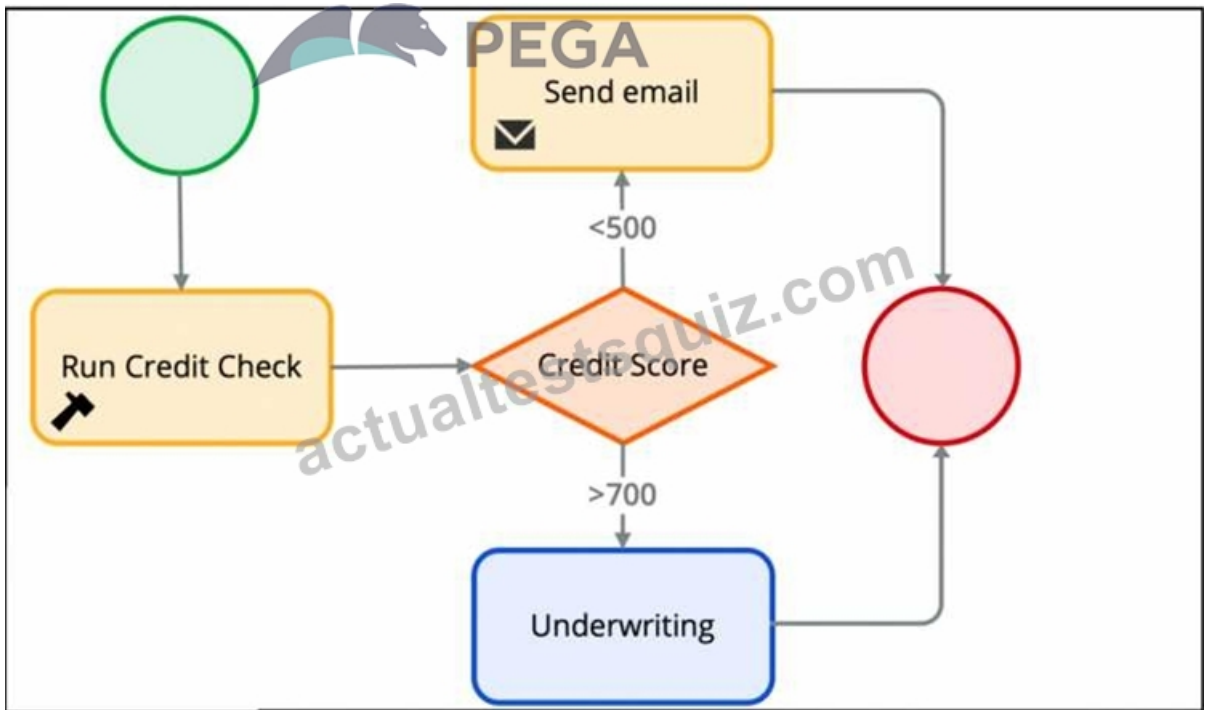 PEGA
Send email
<500
Run Credit Check
Credit Score
>700
Underwriting
actualtestsquiz.com